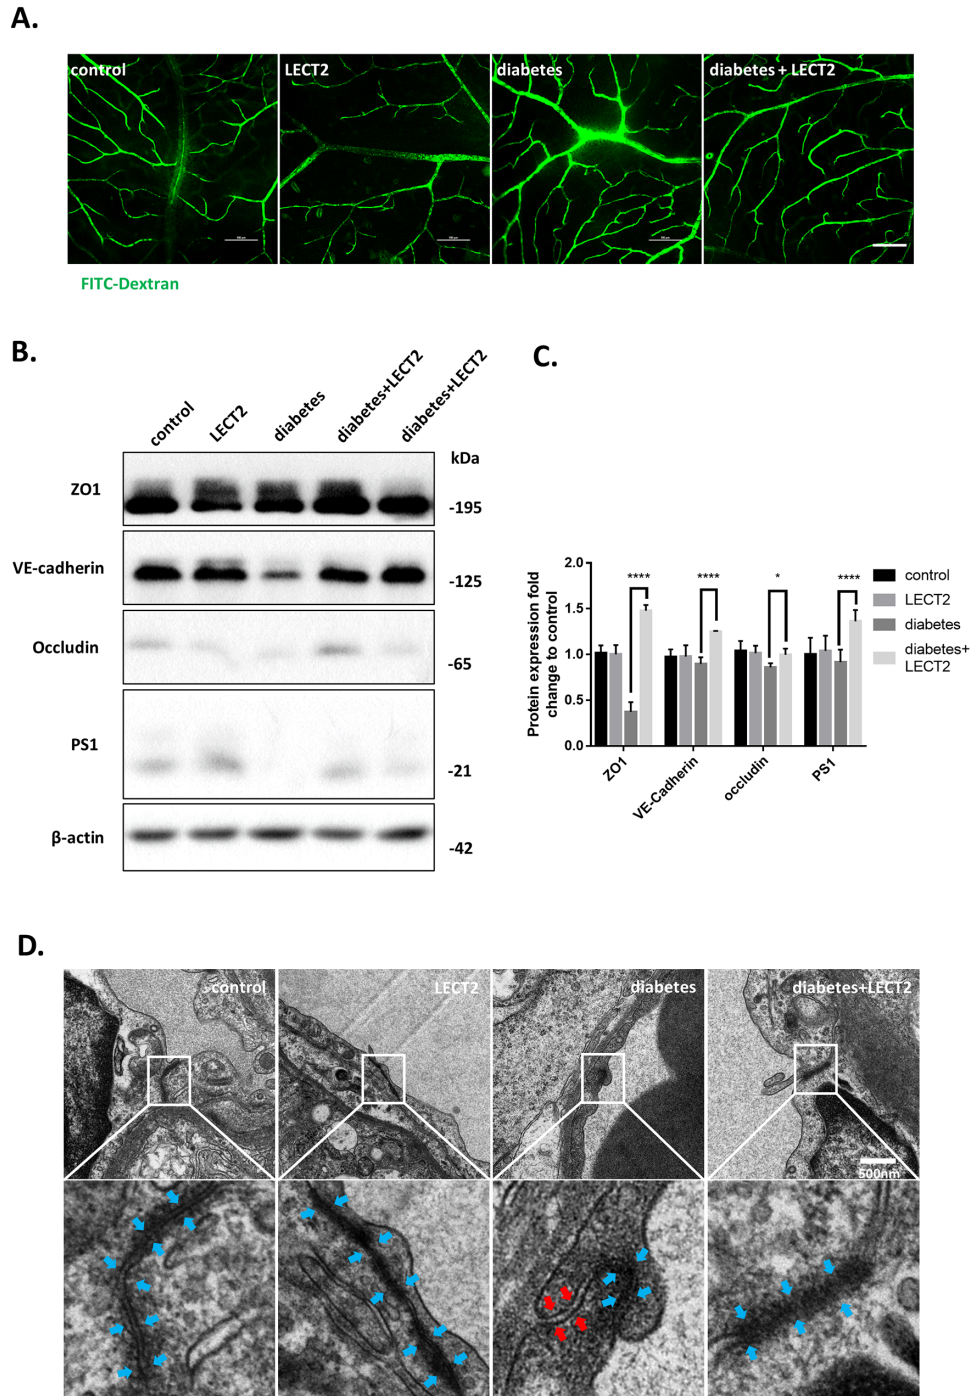 A.
control
LECT2
diabetes
diabetes + LECT2
FITC-Dextran
B.
control
LECT2
diabetes
diabetes+LECT2
diabetes+LECT2
kDa
ZO1
-195
VE-cadherin
-125
Occludin
-65
PS1
-21
β-actin
-42
C.
Protein expression fold
change to control
2.0
1.5
1.0
0.5
0.0
****
****
*
****
ZO1
VE-Cadherin
occludin
PS1
control
LECT2
diabetes
diabetes+
LECT2
D.
control
LECT2
diabetes
diabetes+LECT2
500nm